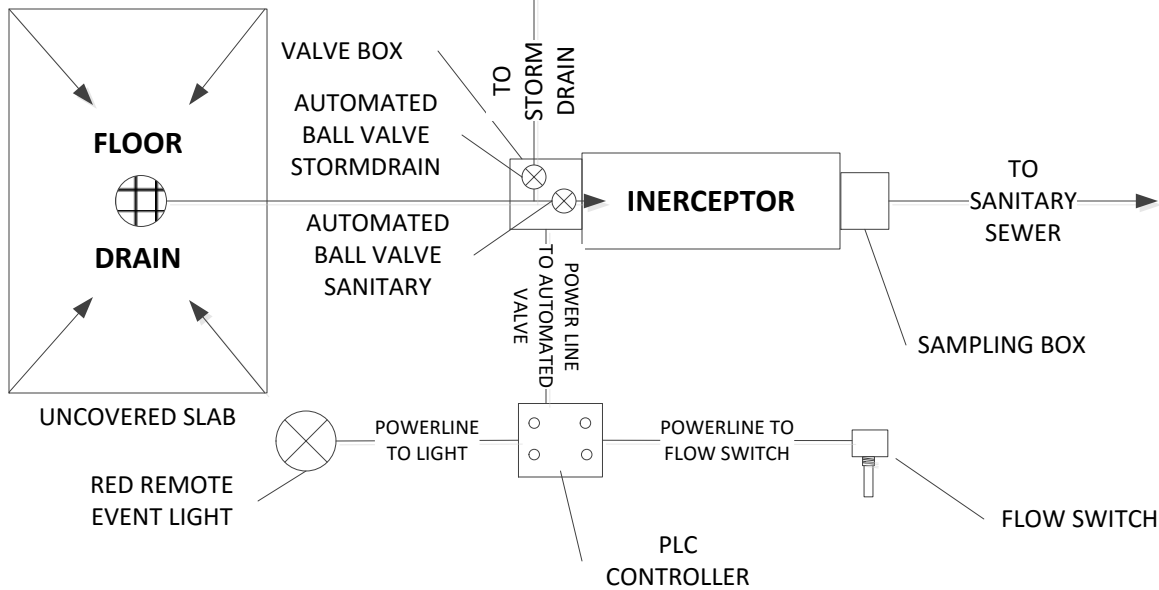 VALVE BOX
TO
STORM
DRAIN
AUTOMATED
BALL VALVE
STORMDRAIN
FLOOR
DRAIN
AUTOMATED
BALL VALVE
SANITARY
INERCEPTOR
TO
SANITARY
SEWER
POWER LINE
TO AUTOMATED
VALVE
SAMPLING BOX
UNCOVERED SLAB
POWERLINE
TO LIGHT
POWERLINE TO
FLOW SWITCH
RED REMOTE
EVENT LIGHT
FLOW SWITCH
PLC
CONTROLLER